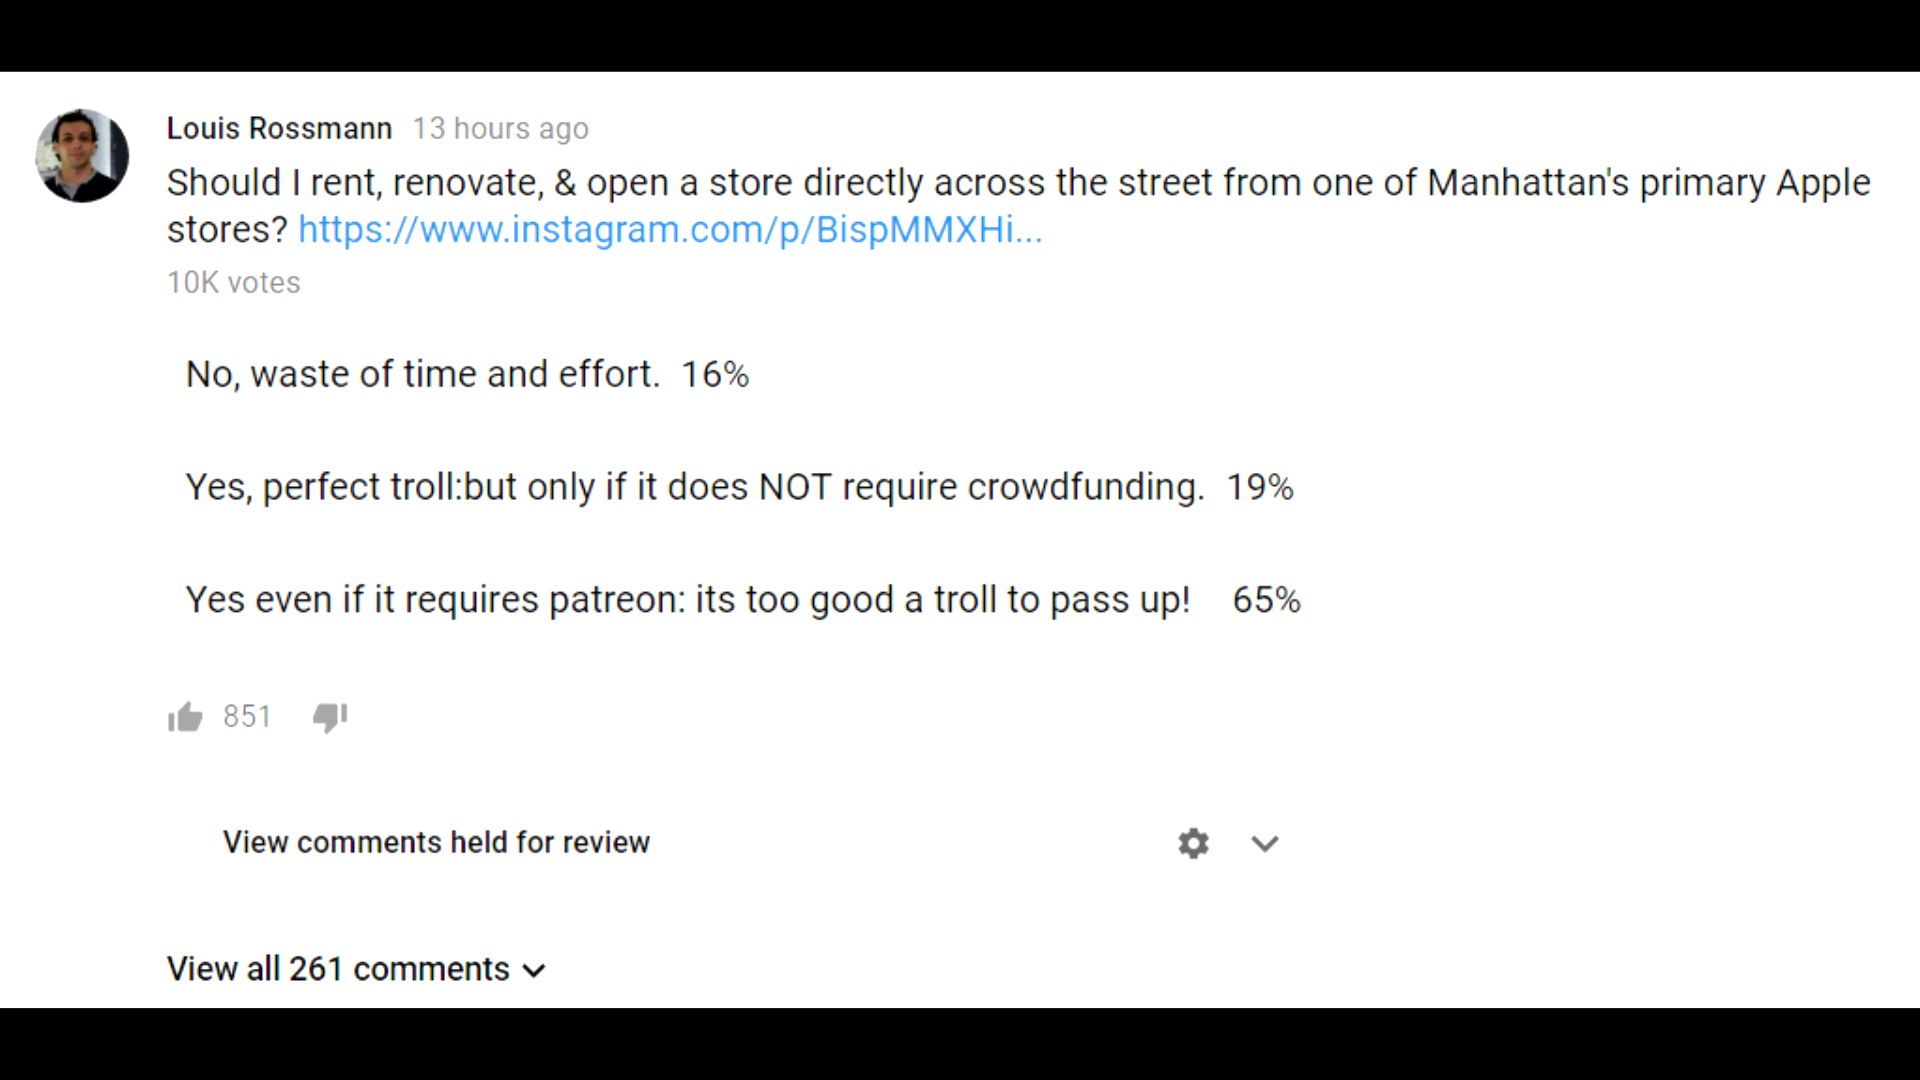 Louis Rossmann 13 hours ago
Should I rent, renovate, & open a store directly across the street from one of Manhattan's primary Apple
stores? https://www.instagram.com/p/BispMMXHi...
10K votes
No, waste of time and effort. 16%
Yes, perfect troll:but only if it does NOT require crowdfunding. 19%
Yes even if it requires patreon: its too good a troll to pass up! 65%
851
View comments held for review
View all 261 comments